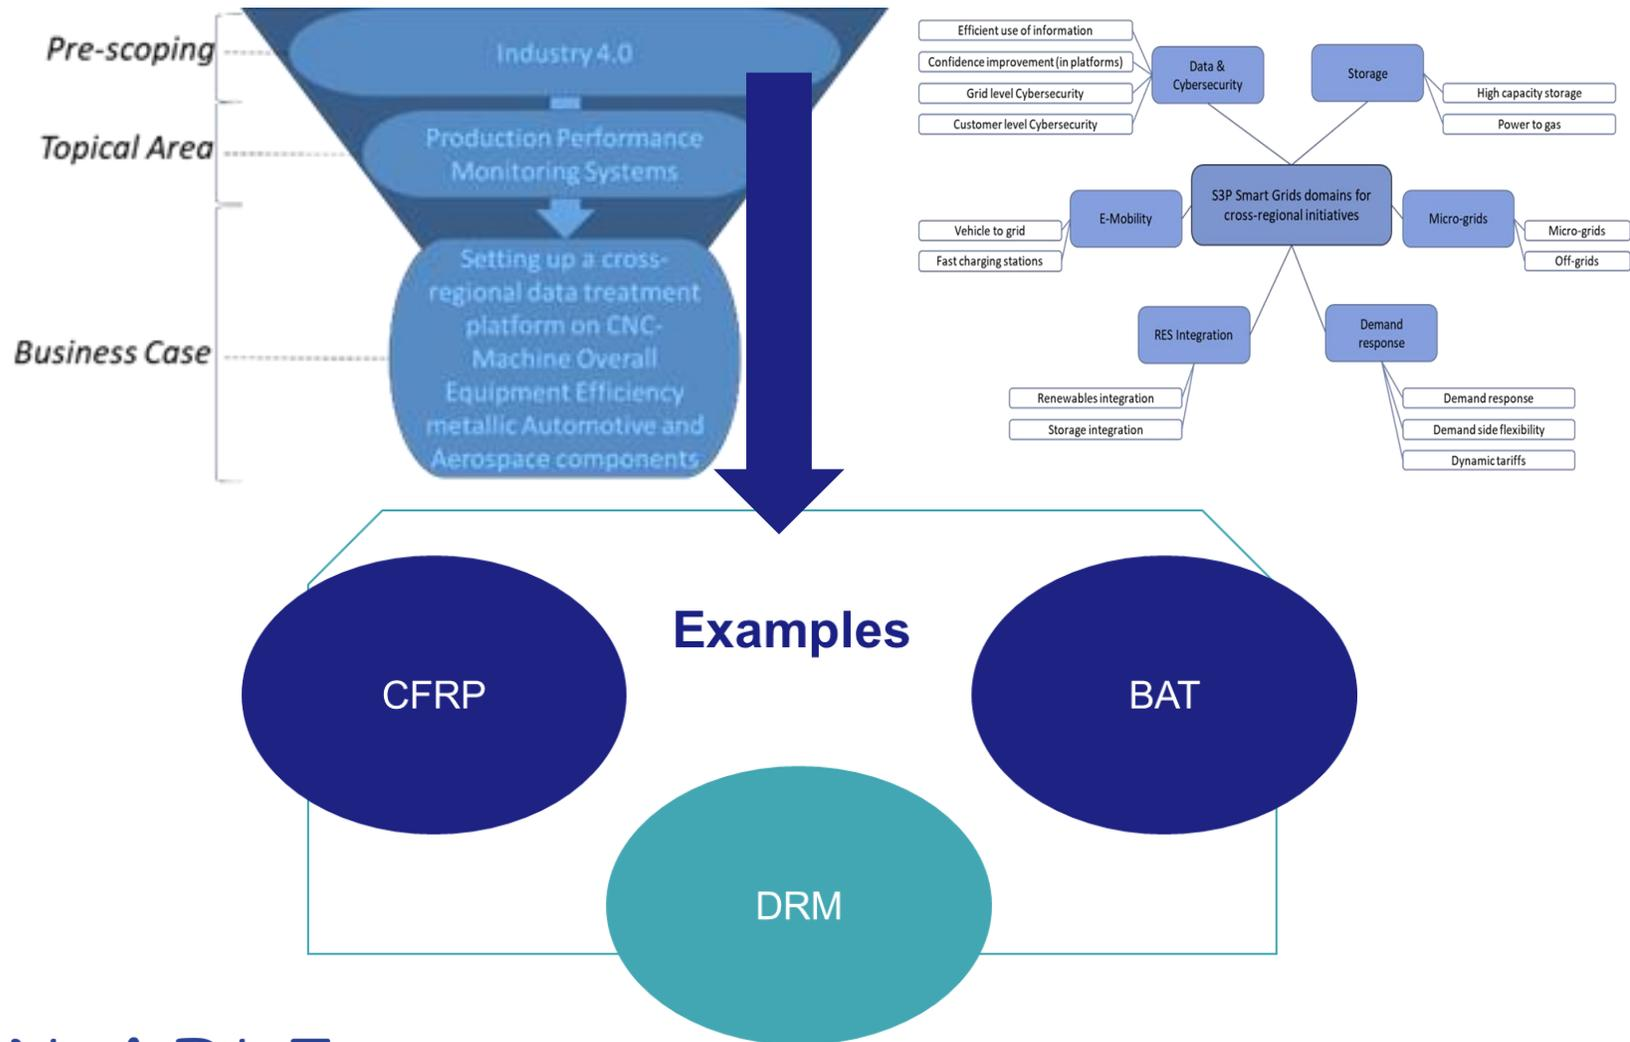 Pre-scoping
Industry 4.0
Topical Area
Production Performance
Monitoring Systems
Business Case
Setting up a cross-
regional data treatment
platform on CNC-
Machine Overall
Equipment Efficiency
metallic Automotive and
Aerospace components
Efficient use of information
Confidence improvement (in platforms)
Grid level Cybersecurity
Customer level Cybersecurity
Data &
Cybersecurity
Storage
High capacity storage
Power to gas
S3P Smart Grids domains for
cross-regional initiatives
E-Mobility
Vehicle to grid
Fast charging stations
Micro-grids
Micro-grids
Off-grids
RES Integration
Renewables integration
Storage integration
Demand
response
Demand response
Demand side flexibility
Dynamic tariffs
Examples
CFRP
BAT
DRM